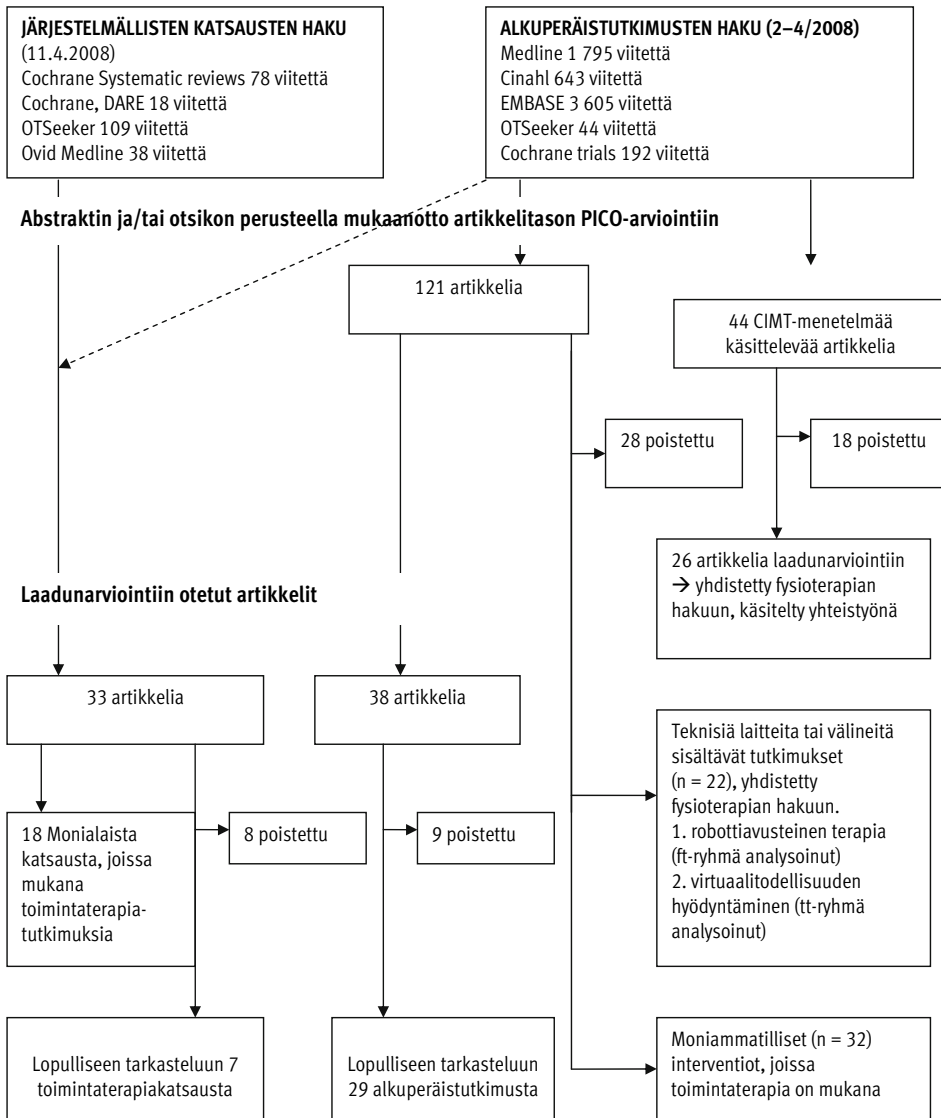 JÄRJESTELMÄLLISTEN KATSAUSTEN HAKU
(11.4.2008)
Cochrane Systematic reviews 78 viitettä
Cochrane, DARE 18 viitettä
OTSeeker 109 viitettä
Ovid Medline 38 viitettä
ALKUPERÄISTUTKIMUSTEN HAKU (2–4/2008)
Medline 1 795 viitettä
Cinahl 643 viitettä
EMBASE 3 605 viitettä
OTSeeker 44 viitettä
Cochrane trials 192 viitettä
Abstraktin ja/tai otsikon perusteella mukaanotto artikkelitason PICO-arviointiin
121 artikkelia
44 CIMT-menetelmää
käsittelevää artikkelia
28 poistettu
18 poistettu
26 artikkelia laadunarviointiin
→ yhdistetty fysioterapian
hakuun, käsitelty yhteistyönä
Laadunarviointiin otetut artikkelit
33 artikkelia
38 artikkelia
Teknisiä laitteita tai välineitä
sisältävät tutkimukset
(n = 22), yhdistetty
fysioterapian hakuun.
1. robottiavusteinen terapia
(ft-ryhmä analysoinut)
2. virtuaalitodellisuuden
hyödyntäminen (tt-ryhmä
analysoinut)
18 Monialaista
katsausta, joissa
mukana
toimintaterapia-
tutkimuksia
8 poistettu
9 poistettu
Lopulliseen tarkasteluun 7
toimintaterapiakatsausta
Lopulliseen tarkasteluun
29 alkuperäistutkimusta
Moniammatilliset (n = 32)
interventiot, joissa
toimintaterapia on mukana